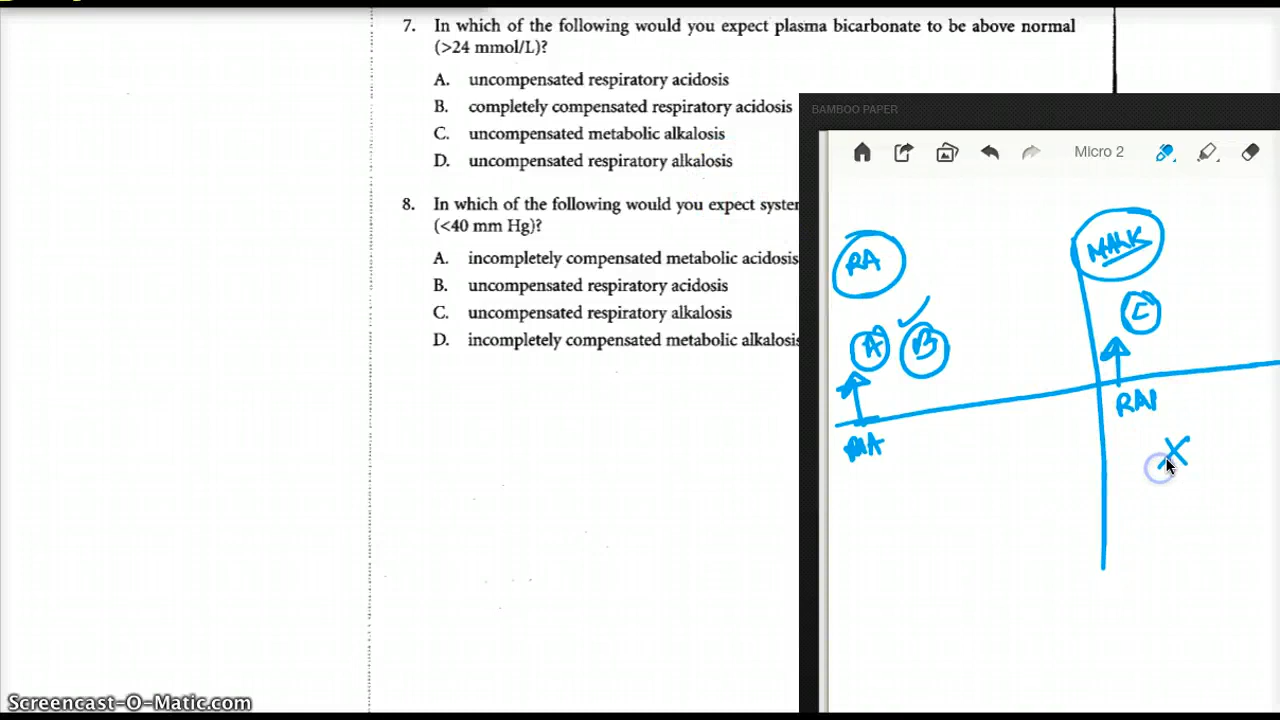 7. In which of the following would you expect plasma bicarbonate to be above normal
(>24 mmol/L)?
A. uncompensated respiratory acidosis
B. completely compensated respiratory acidosis
C. uncompensated metabolic alkalosis
D. uncompensated respiratory alkalosis
8. In which of the following would you expect syster
(<40 mm Hg)?
A. incompletely compensated metabolic acidosis
B. uncompensated respiratory acidosis
C. uncompensated respiratory alkalosis
D. incompletely compensated metabolic alkalosis
BAMBOO PAPER
Micro 2
RA
MALK
A B
C
MA
RAl
X
Screencast-O-Matic.com